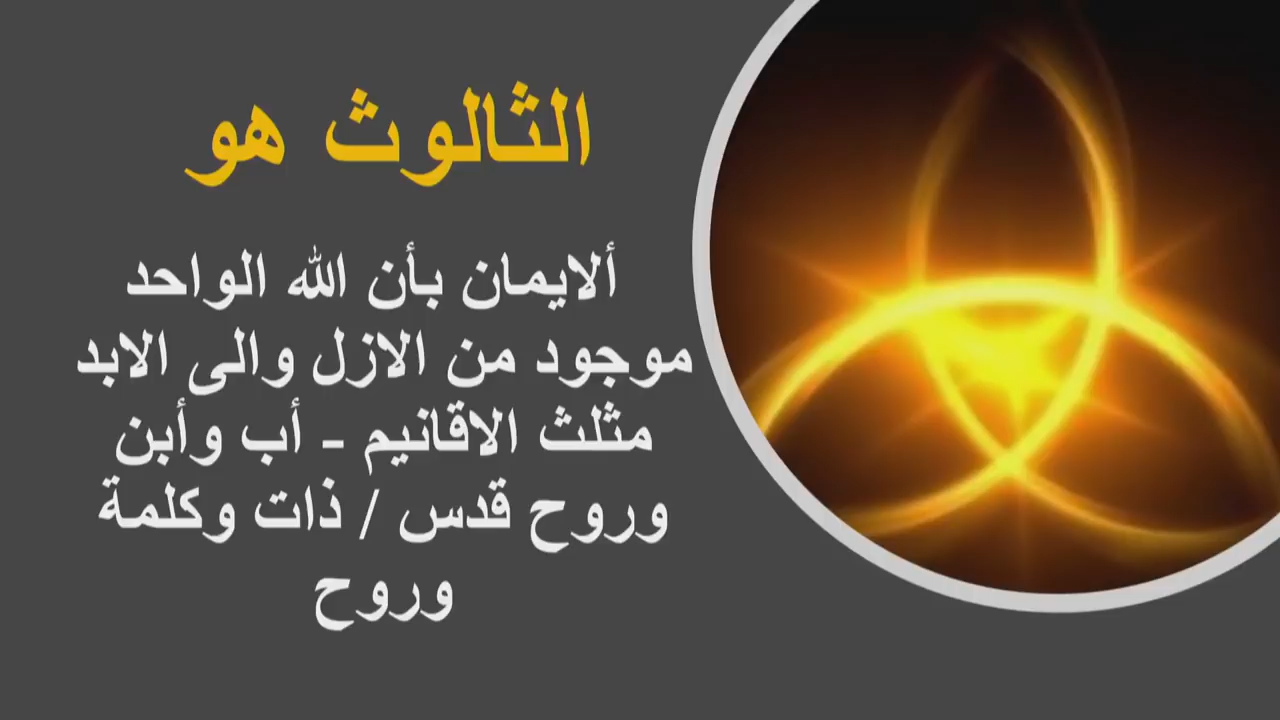 الثالوث هو
ألايمان بأن الله الواحد
موجود من الازل والى الابد
مثلث الاقانيم - أب وأبن
وروح قدس / ذات وكلمة
وروح